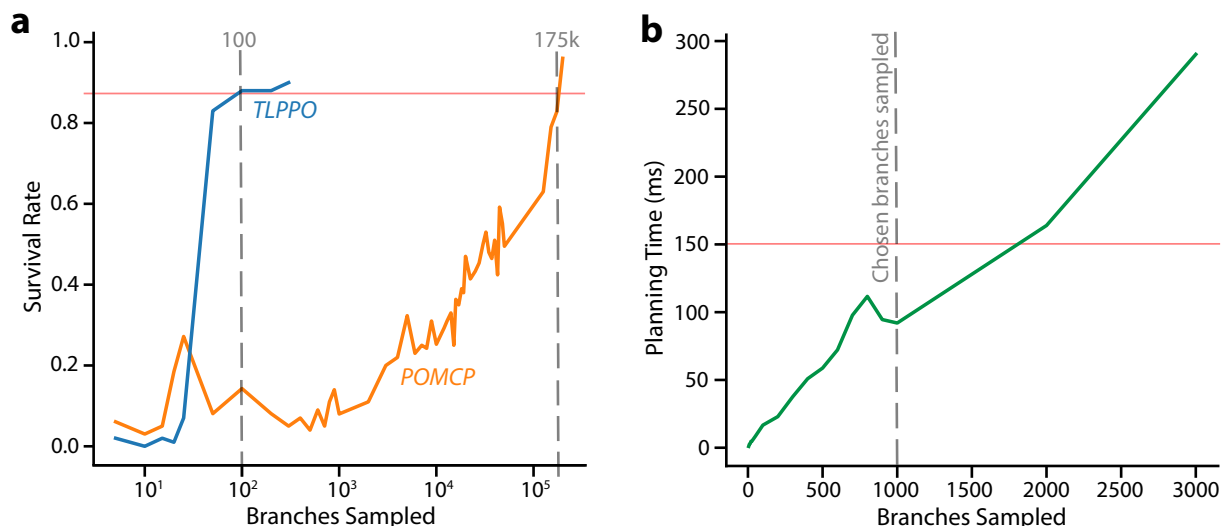 a
100
175k
1.0
0.8
0.6
0.4
0.2
0.0
Survival Rate
TLPPO
POMCP
10¹
10²
10³
10⁴
10⁵
Branches Sampled
b
300
250
200
150
100
50
0
Planning Time (ms)
Chosen branches sampled
0
500
1000
1500
2000
2500
3000
Branches Sampled